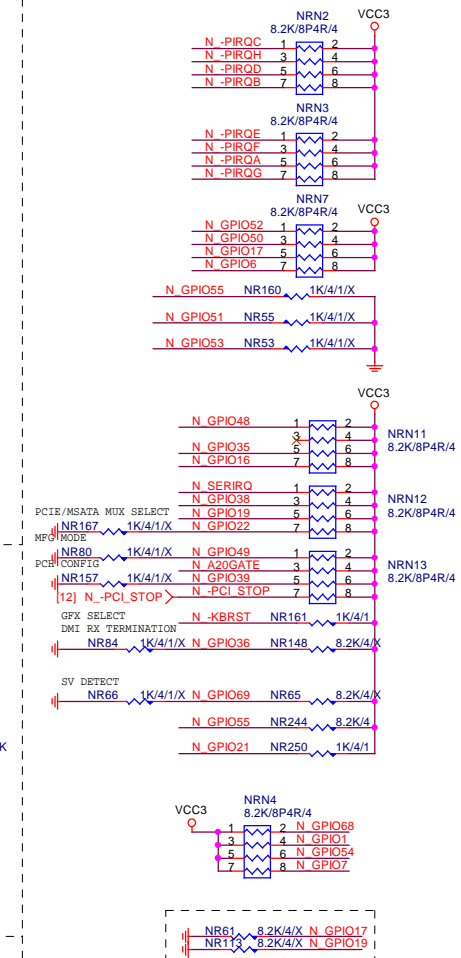 NRN2 VCC3
8.2K/8P4R/4
N_-PIRQC 1 2
N_-PIRQH 3 4
N_-PIRQD 5 6
N_-PIRQB 7 8
NRN3
8.2K/8P4R/4
N_-PIRQE 1 2
N_-PIRQF 3 4
N_-PIRQA 5 6
N_-PIRQG 7 8
NRN7
8.2K/8P4R/4 VCC3
N_GPIO52 1 2
N_GPIO50 3 4
N_GPIO17 5 6
N_GPIO6 7 8
N_GPIO55 NR160 1K/4/1/X
N_GPIO51 NR55 1K/4/1/X
N_GPIO53 NR53 1K/4/1/X
VCC3
N_GPIO48 1 2
3 4 NRN11
N_GPIO35 5 6 8.2K/8P4R/4
N_GPIO16 7 8
N_SERIRQ 1 2
N_GPIO38 3 4 NRN12
PCIE/MSATA MUX SELECT N_GPIO19 5 6 8.2K/8P4R/4
NR167 1K/4/1/X N_GPIO22 7 8
MFG MODE
NR80 1K/4/1/X N_GPIO49 1 2
PCH CONFIG N_A20GATE 3 4 NRN13
NR157 1K/4/1/X N_GPIO39 5 6 8.2K/8P4R/4
[12] N_-PCI_STOP N_-PCI_STOP 7 8
GFX SELECT N_-KBRST NR161 1K/4/1
DMI RX TERMINATION
NR84 1K/4/1/X N_GPIO36 NR148 8.2K/4/X
SV DETECT
NR66 1K/4/1/X N_GPIO69 NR65 8.2K/4/X
N_GPIO55 NR244 8.2K/4
K N_GPIO21 NR250 1K/4/1
NRN4
VCC3 8.2K/8P4R/4
1 2 N_GPIO68
3 4 N_GPIO1
5 6 N_GPIO54
7 8 N_GPIO7
NR61 8.2K/4/X N_GPIO17
NR113 8.2K/4/X N_GPIO19